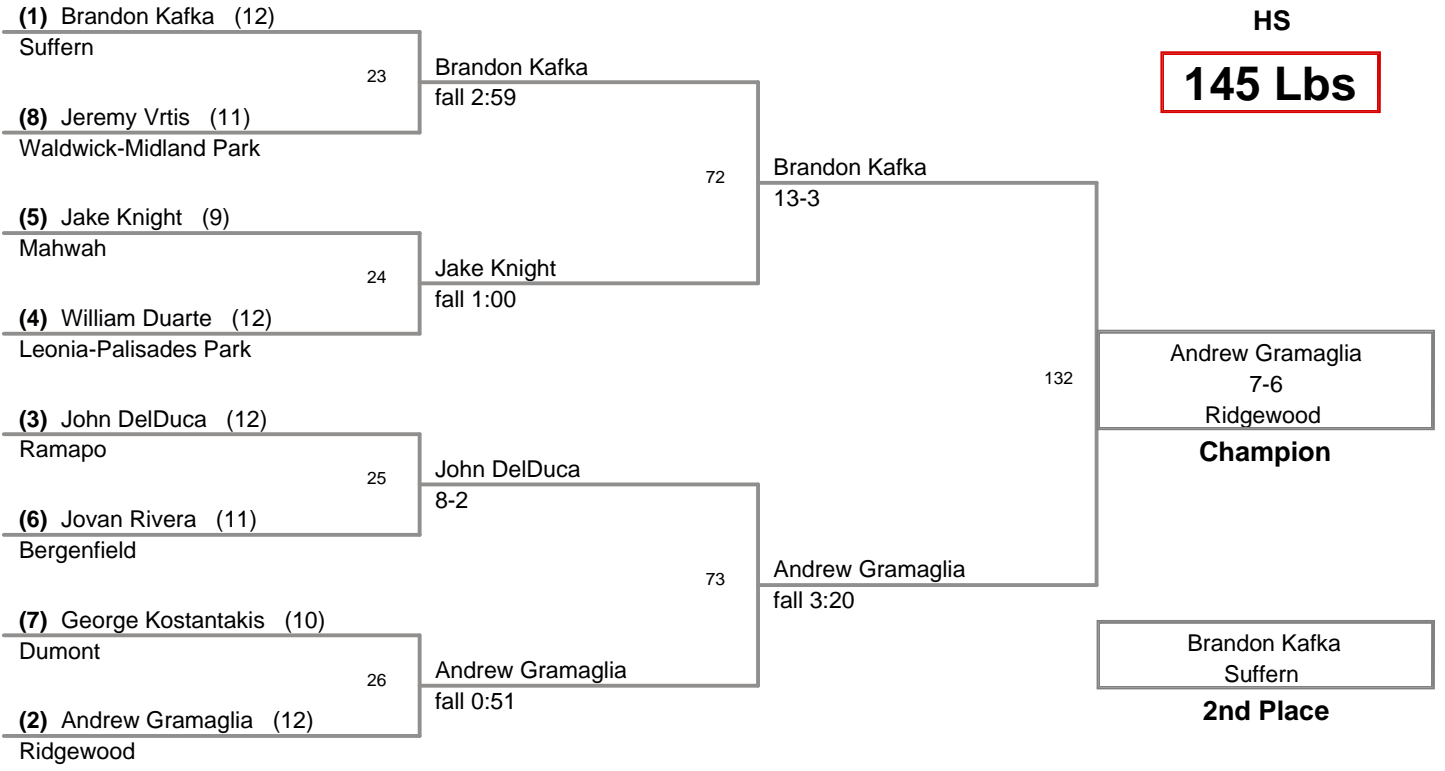 (1) Brandon Kafka (12)
Suffern
23
(8) Jeremy Vrtis (11)
Waldwick-Midland Park
Brandon Kafka
fall 2:59
(5) Jake Knight (9)
Mahwah
24
(4) William Duarte (12)
Leonia-Palisades Park
Jake Knight
fall 1:00
72
Brandon Kafka
13-3
(3) John DelDuca (12)
Ramapo
25
(6) Jovan Rivera (11)
Bergenfield
John DelDuca
8-2
(7) George Kostantakis (10)
Dumont
26
(2) Andrew Gramaglia (12)
Ridgewood
Andrew Gramaglia
fall 0:51
73
Andrew Gramaglia
fall 3:20
132
HS
145 Lbs
Andrew Gramaglia
7-6
Ridgewood
Champion
Brandon Kafka
Suffern
2nd Place